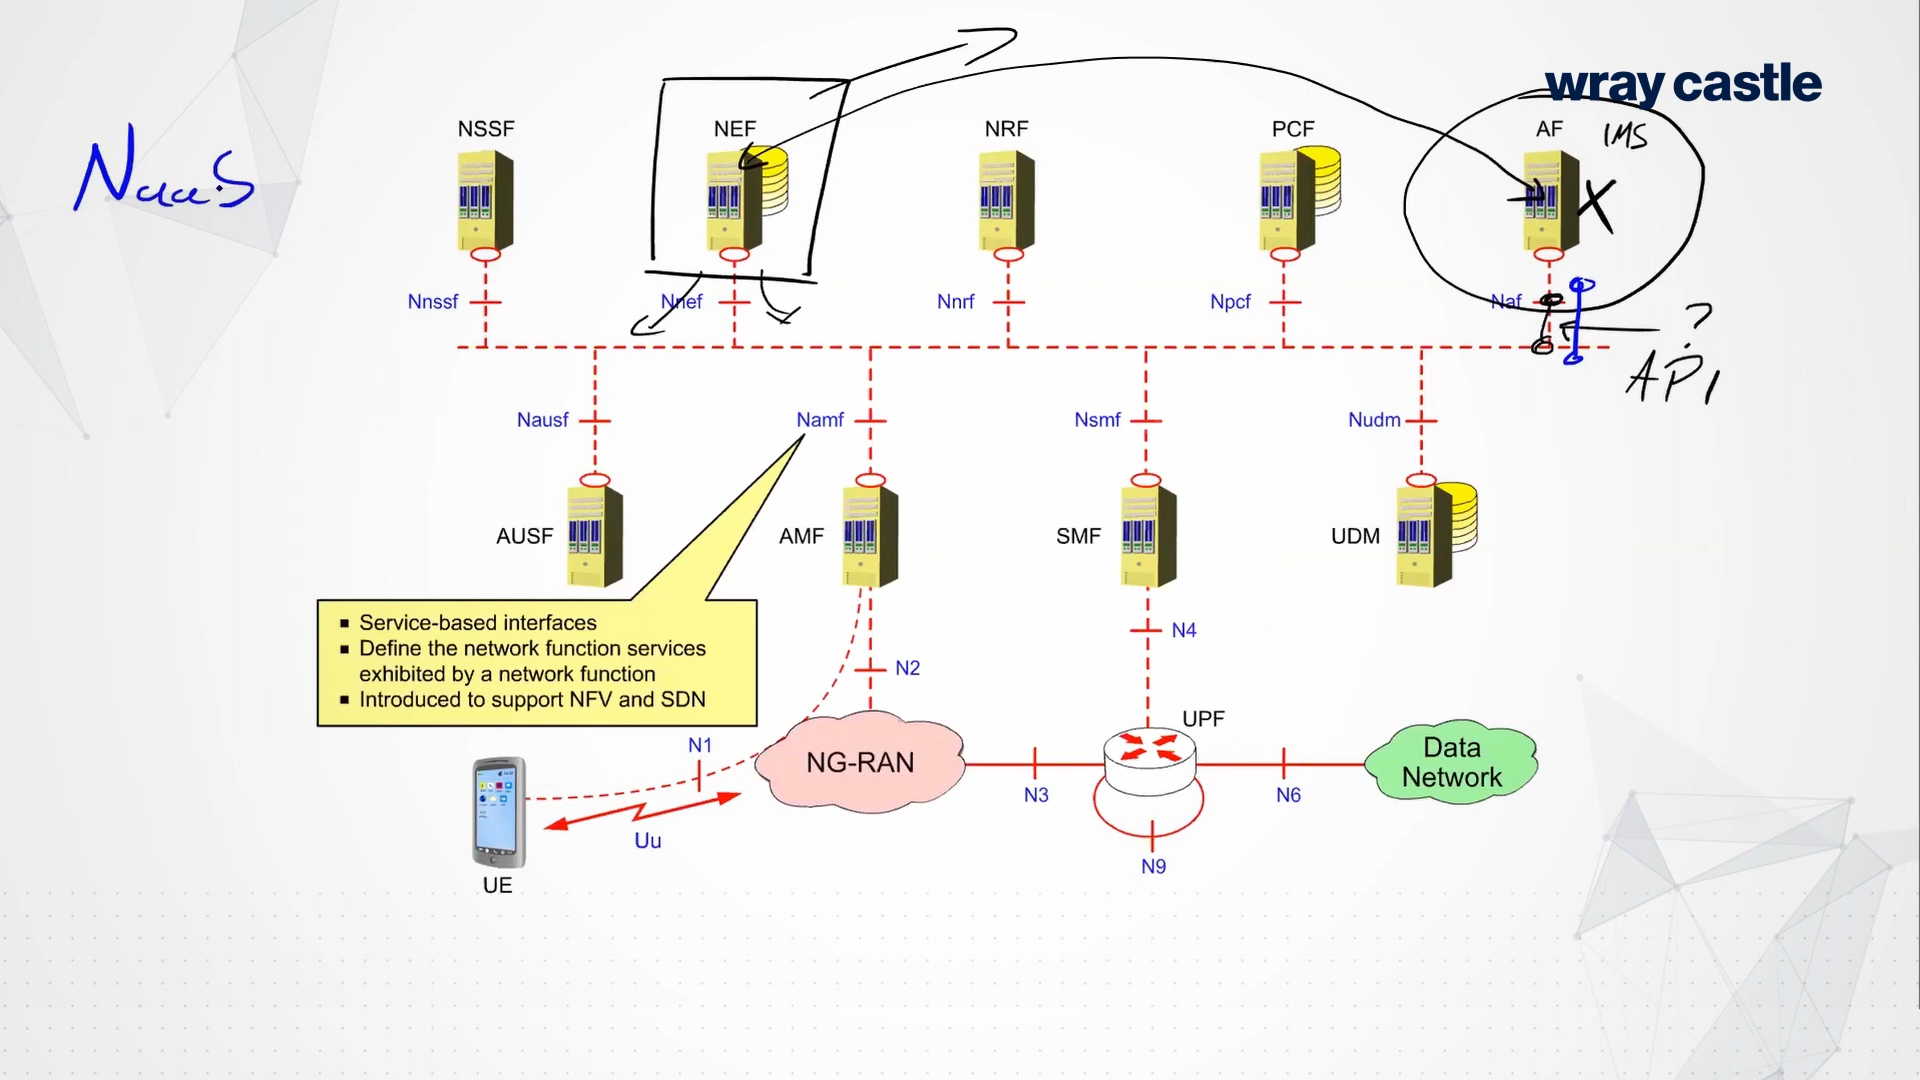 wray castle
NSSF
NEF
NRF
PCF
AF
IMS
NaaS
X
Nnssf
Nnef
Nnrf
Npcf
Naf
?
API
Nausf
Namf
Nsmf
Nudm
AUSF
AMF
SMF
UDM
▪ Service-based interfaces
▪ Define the network function services
exhibited by a network function
▪ Introduced to support NFV and SDN
N2
N4
UPF
N1
NG-RAN
Data
Network
N3
N6
Uu
N9
UE